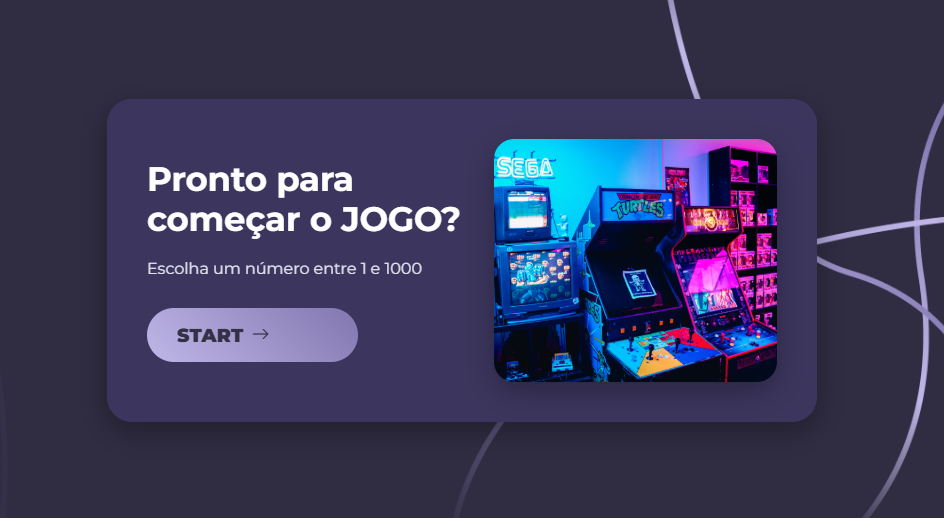 Pronto para
começar o JOGO?
Escolha um número entre 1 e 1000
START →
SEGA
TURTLES